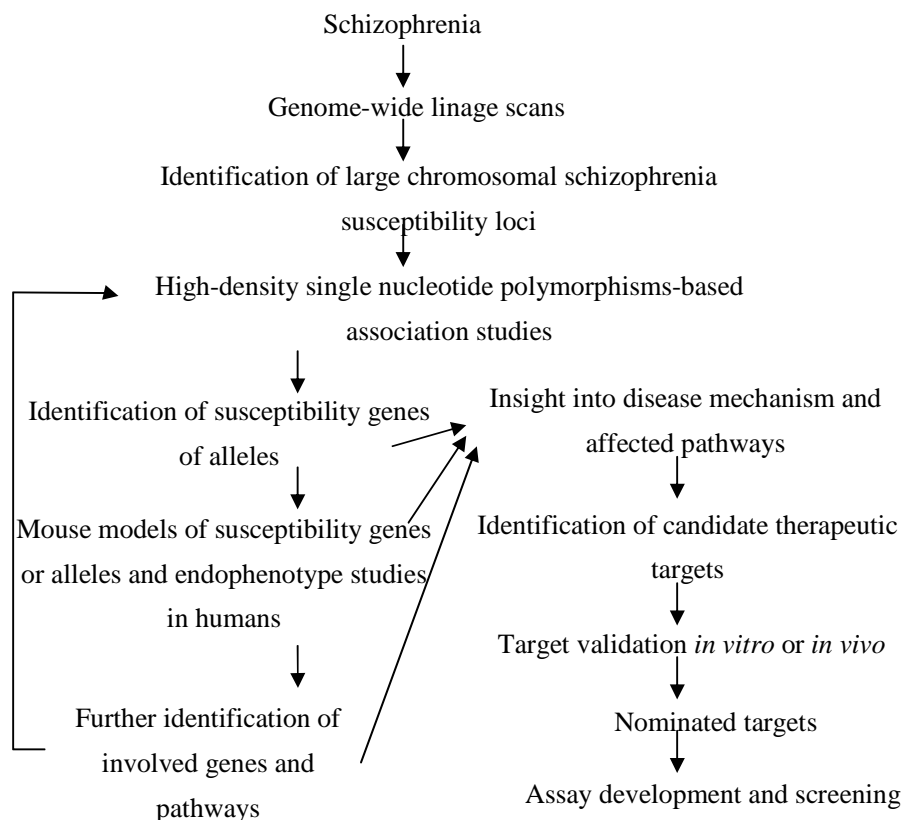 Schizophrenia
Genome-wide linage scans
Identification of large chromosomal schizophrenia
susceptibility loci
High-density single nucleotide polymorphisms-based
association studies
Identification of susceptibility genes
of alleles
Mouse models of susceptibility genes
or alleles and endophenotype studies
in humans
Further identification of
involved genes and
pathways
Insight into disease mechanism and
affected pathways
Identification of candidate therapeutic
targets
Target validation in vitro or in vivo
Nominated targets
Assay development and screening